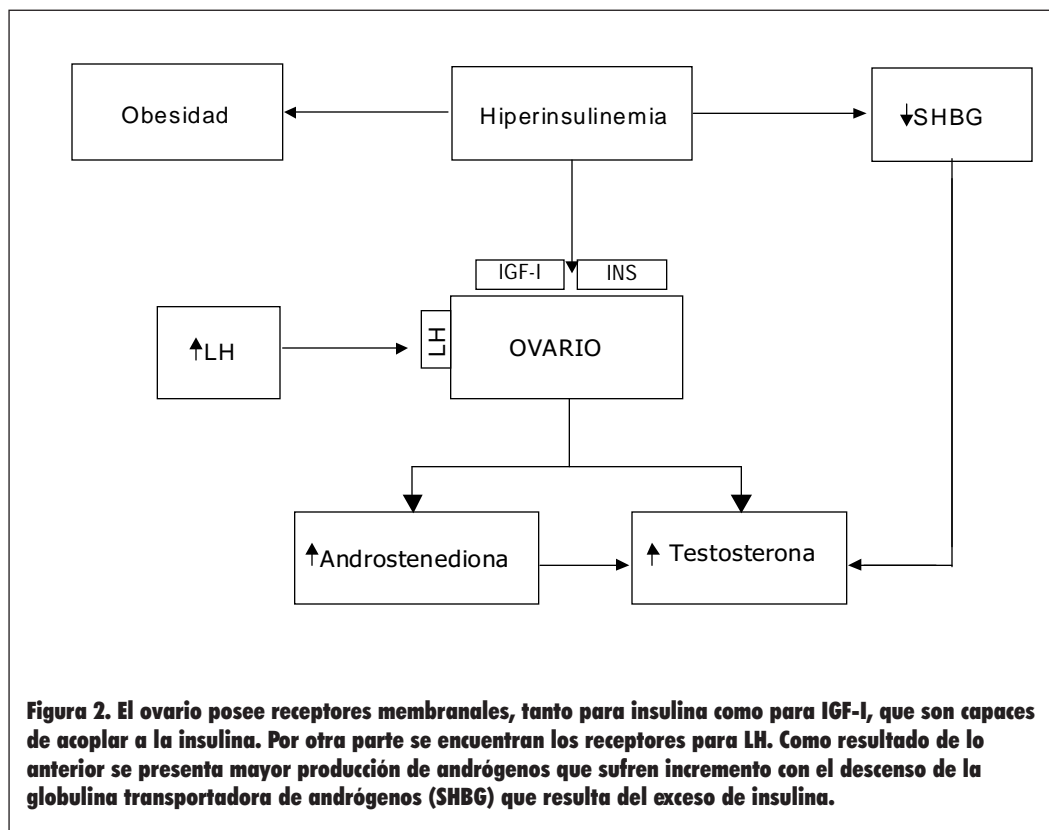 Obesidad
Hiperinsulinemia
↓SHBG
IGF-I
INS
↑LH
LH
OVARIO
↑Androstenediona
↑ Testosterona
Figura 2. El ovario posee receptores membranales, tanto para insulina como para IGF-I, que son capaces
de acoplar a la insulina. Por otra parte se encuentran los receptores para LH. Como resultado de lo
anterior se presenta mayor producción de andrógenos que sufren incremento con el descenso de la
globulina transportadora de andrógenos (SHBG) que resulta del exceso de insulina.